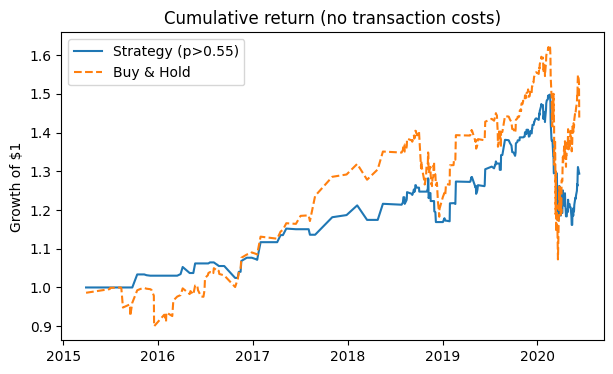 Cumulative return (no transaction costs)
Strategy (p>0.55)
Buy & Hold
Growth of $1
1.6
1.5
1.4
1.3
1.2
1.1
1.0
0.9
2015 2016 2017 2018 2019 2020